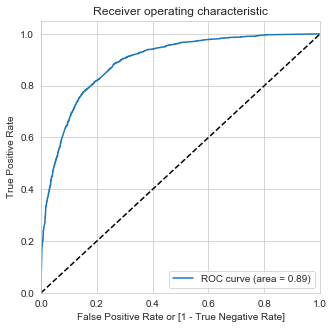 Receiver operating characteristic
1.0
0.8
0.6
0.4
0.2
0.0
True Positive Rate
ROC curve (area = 0.89)
0.0 0.2 0.4 0.6 0.8 1.0
False Positive Rate or [1 - True Negative Rate]